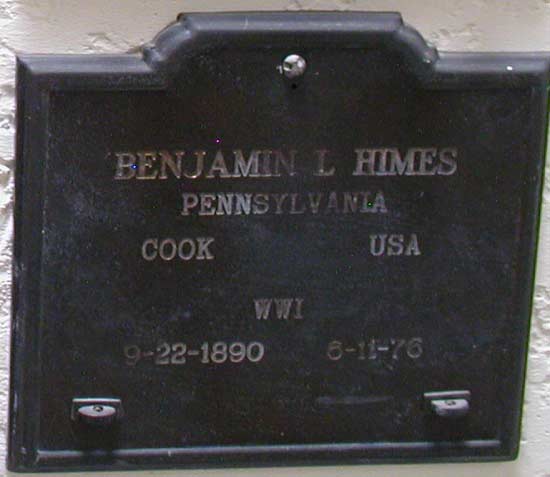 BENJAMIN L HIMES
PENNSYLVANIA
COOK USA
WWI
9-22-1890 6-11-76